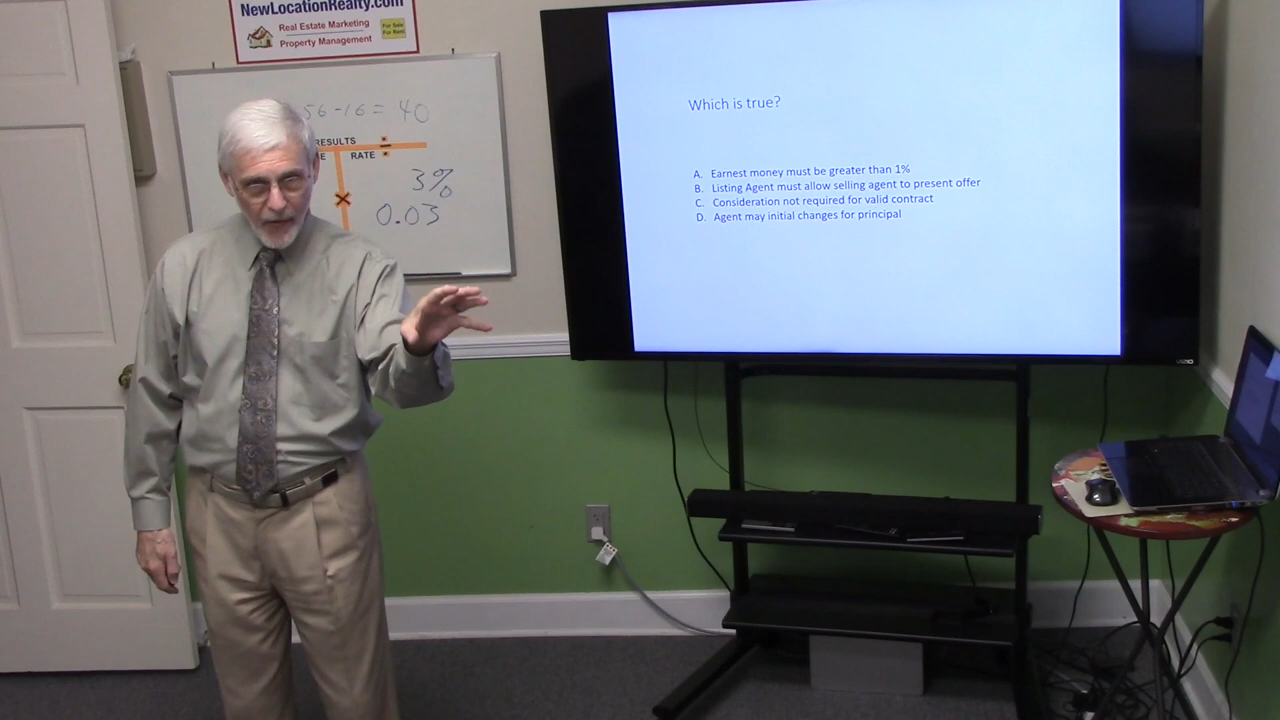 NewLocationRealty.com
Real Estate Marketing
Property Management
For Sale
For Rent
56-16=40
RESULTS
RATE
3%
0.03
Which is true?
A. Earnest money must be greater than 1%
B. Listing Agent must allow selling agent to present offer
C. Consideration not required for valid contract
D. Agent may initial changes for principal
VIZIO